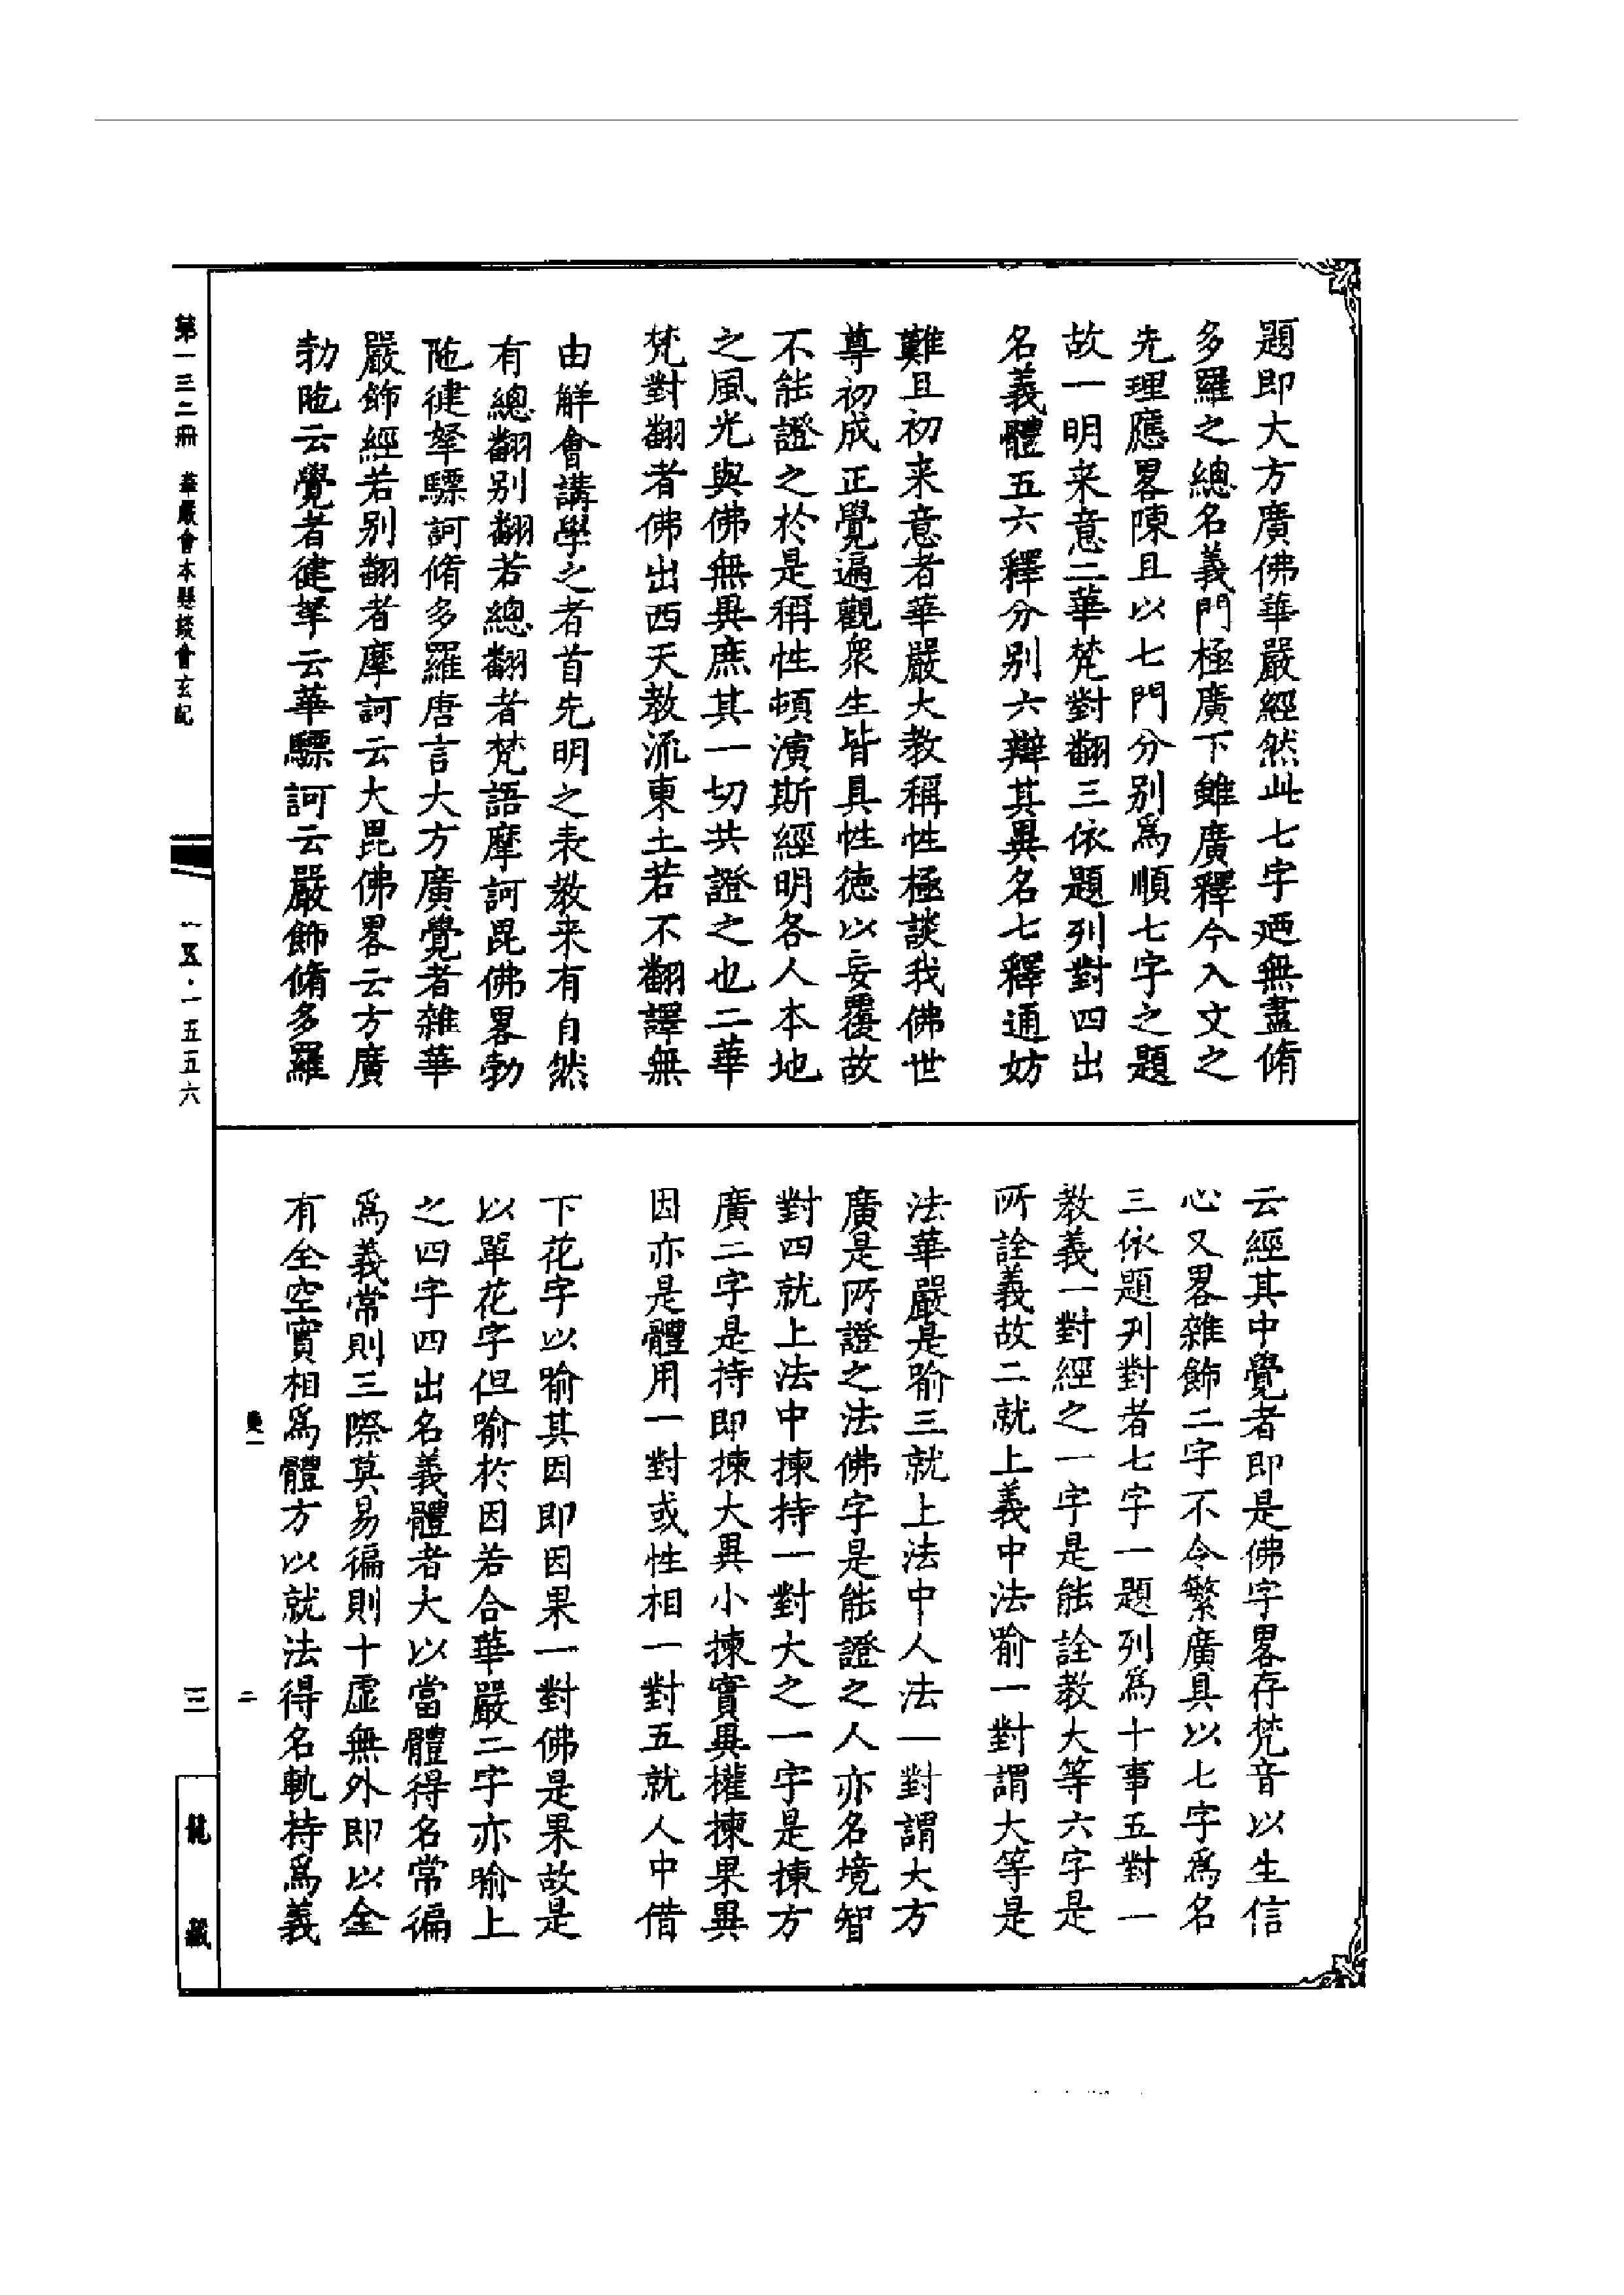 題即大方廣佛華嚴經然此七字廼無盡脩
多羅之總名義門極廣下雖廣釋今入文之
先理應畧陳且以七門分别為順七字之題
故一明来意二華梵對翻三依題列對四出
名義體五六釋分别六辯其異名七釋通妨
難且初来意者華嚴大教稱性極談我佛世
尊初成正覺遍觀衆生皆具性徳以妄覆故
不能證之於是稱性頓演斯經明各人本地
之風光與佛無異庶其一切共證之也二華
梵對翻者佛出西天教流東土若不翻譯無
由解會講學之者首先明之表教来有自然
有總翻别翻若總翻者梵語摩訶毘佛畧勃
陁徤拏驃訶脩多羅唐言大方廣覺者雜華
嚴飾經若别翻者摩訶云大毘佛畧云方廣
勃陁云覺者徤拏云華驃訶云嚴飾脩多羅
云經其中覺者即是佛字畧存梵音以生信
心又畧雜飾二字不令繁廣具以七字為名
三依題列對者七字一題列為十事五對一
教義一對經之一字是能詮教大等六字是
所詮義故二就上義中法喻一對謂大等是
法華嚴是喻三就上法中人法一對謂大方
廣是所證之法佛字是能證之人亦名境智
對四就上法中揀持一對大之一字是揀方
廣二字是持即揀大異小揀實異權揀果異
因亦是體用一對或性相一對五就人中借
下花字以喻其因即因果一對佛是果故是
以單花字但喻於因若合華嚴二字亦喻上
之四字四出名義體者大以當體得名常徧
為義常則三際莫易徧則十虛無外即以全
有全空實相為體方以就法得名軌持為義
第一三二冊 華嚴會本懸談會玄記
一五・一五五六
三
二
龍藏